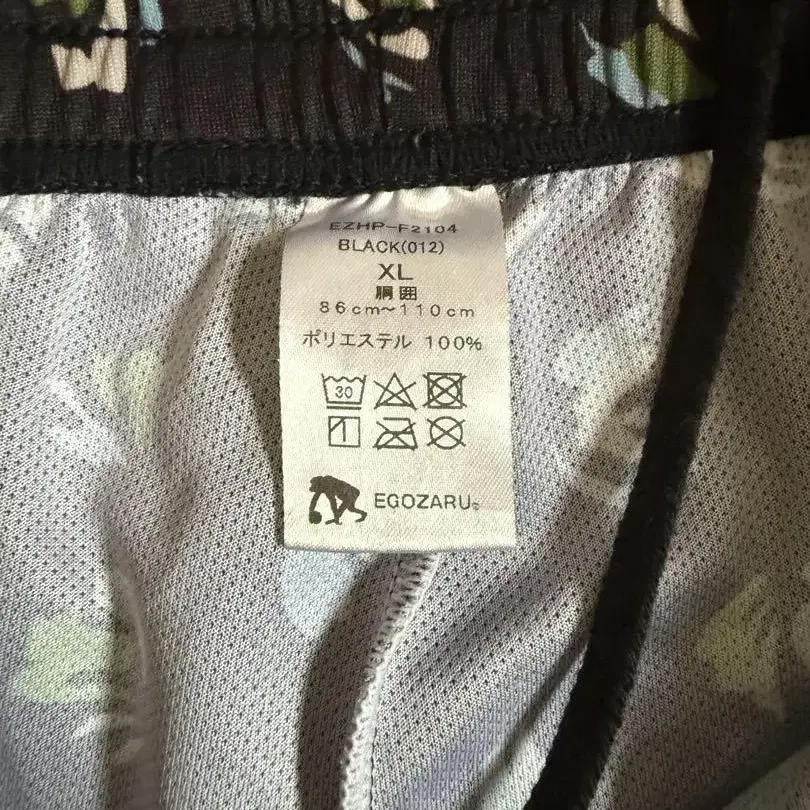 EZHP-F2104
BLACK(012)
XL
胴囲
86cm~110cm
ポリエステル 100%
30
EGOZARU